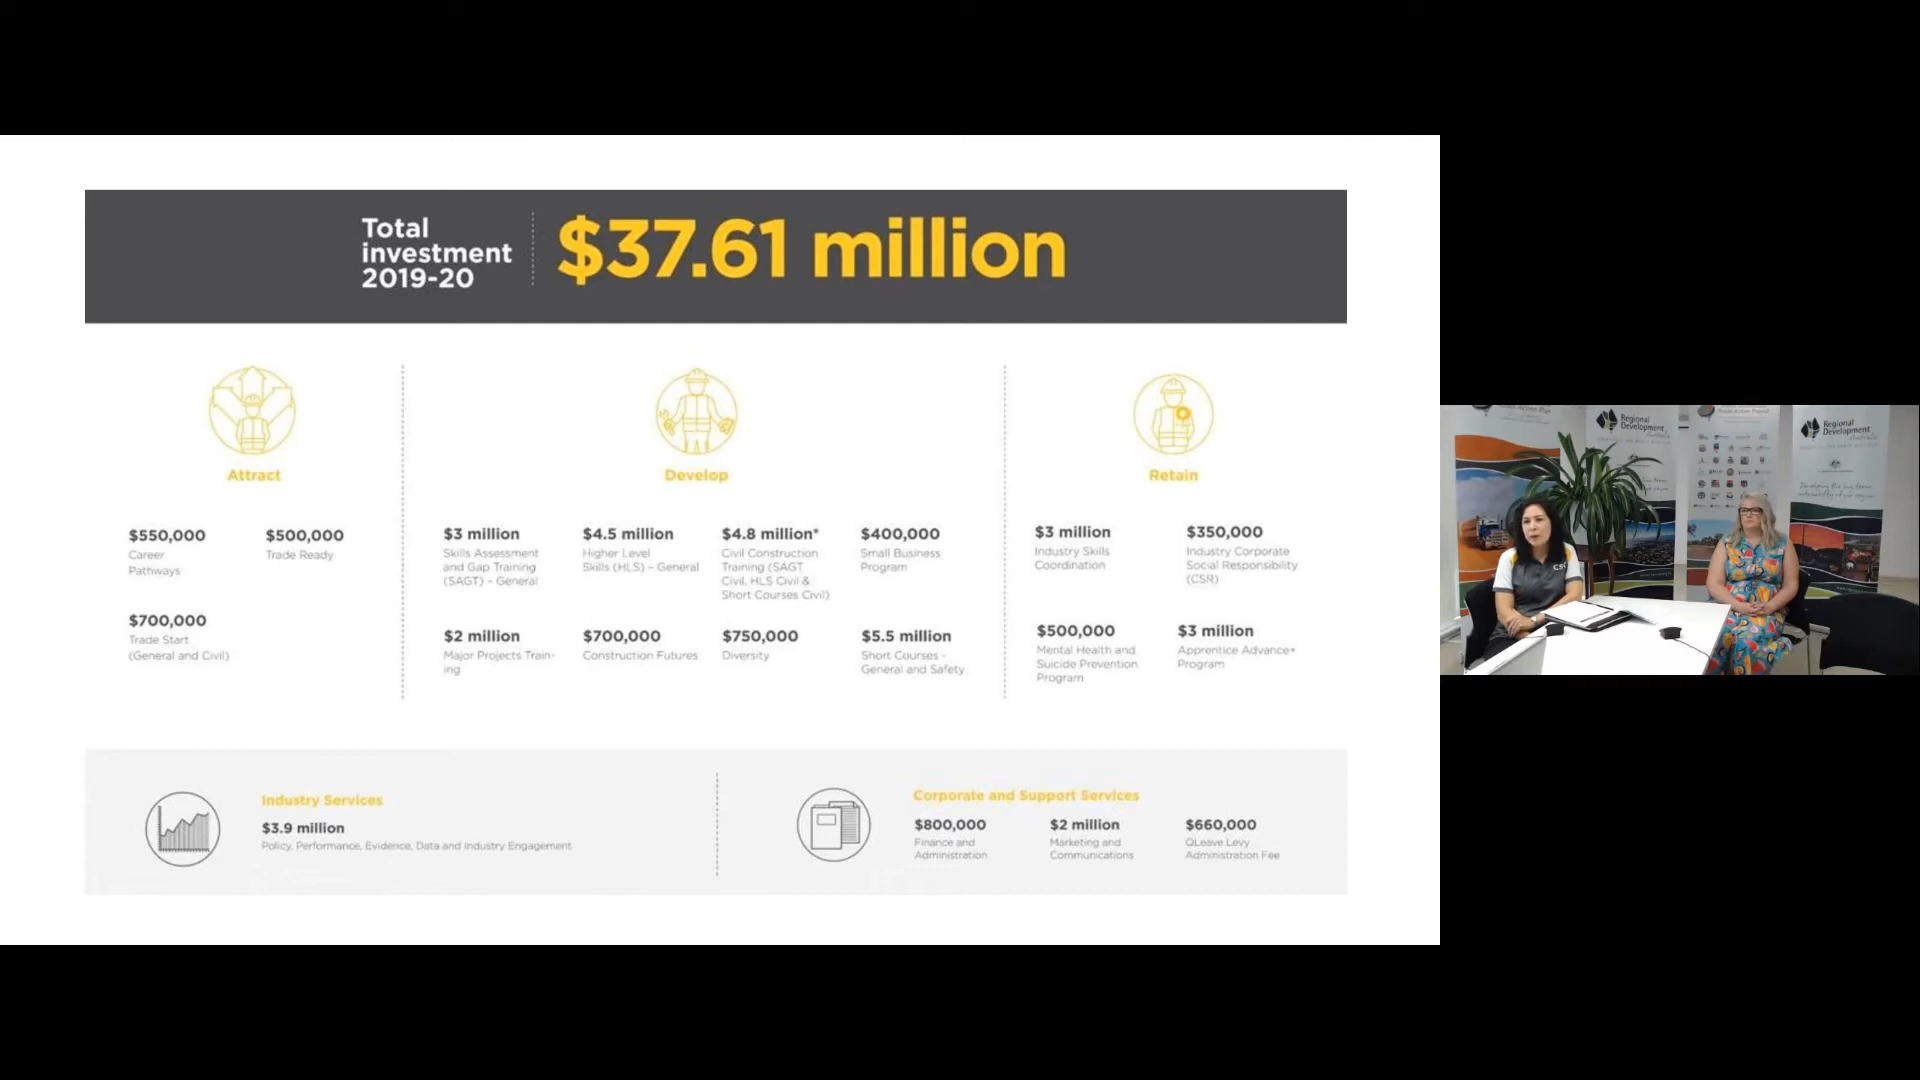 Total
investment
2019-20
$37.61 million
Attract
$550,000
Career
Pathways
$500,000
Trade Ready
$700,000
Trade Start
(General and Civil)
Develop
$3 million
Skills Assessment
and Gap Training
(SAGT) – General
$4.5 million
Higher Level
Skills (HLS) – General
$4.8 million*
Civil Construction
Training (SAGT
Civil, HLS Civil &
Short Courses Civil)
$400,000
Small Business
Program
$2 million
Major Projects Train-
ing
$700,000
Construction Futures
$750,000
Diversity
$5.5 million
Short Courses -
General and Safety
Retain
$3 million
Industry Skills
Coordination
$350,000
Industry Corporate
Social Responsibility
(CSR)
$500,000
Mental Health and
Suicide Prevention
Program
$3 million
Apprentice Advance+
Program
Industry Services
$3.9 million
Policy, Performance, Evidence, Data and Industry Engagement
Corporate and Support Services
$800,000
Finance and
Administration
$2 million
Marketing and
Communications
$660,000
QLeave Levy
Administration Fee
Regional
Development
Australia
Regional
Development
Australia
CSQ